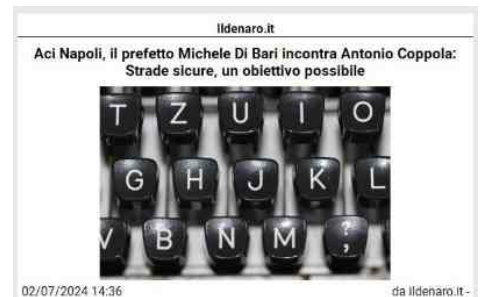 Ildenaro.it
Aci Napoli, il prefetto Michele Di Bari incontra Antonio Coppola:
Strade sicure, un obiettivo possibile
T Z U I O
G H J K L
V B N M ? ;
02/07/2024 14:36
da Ildenaro.it -